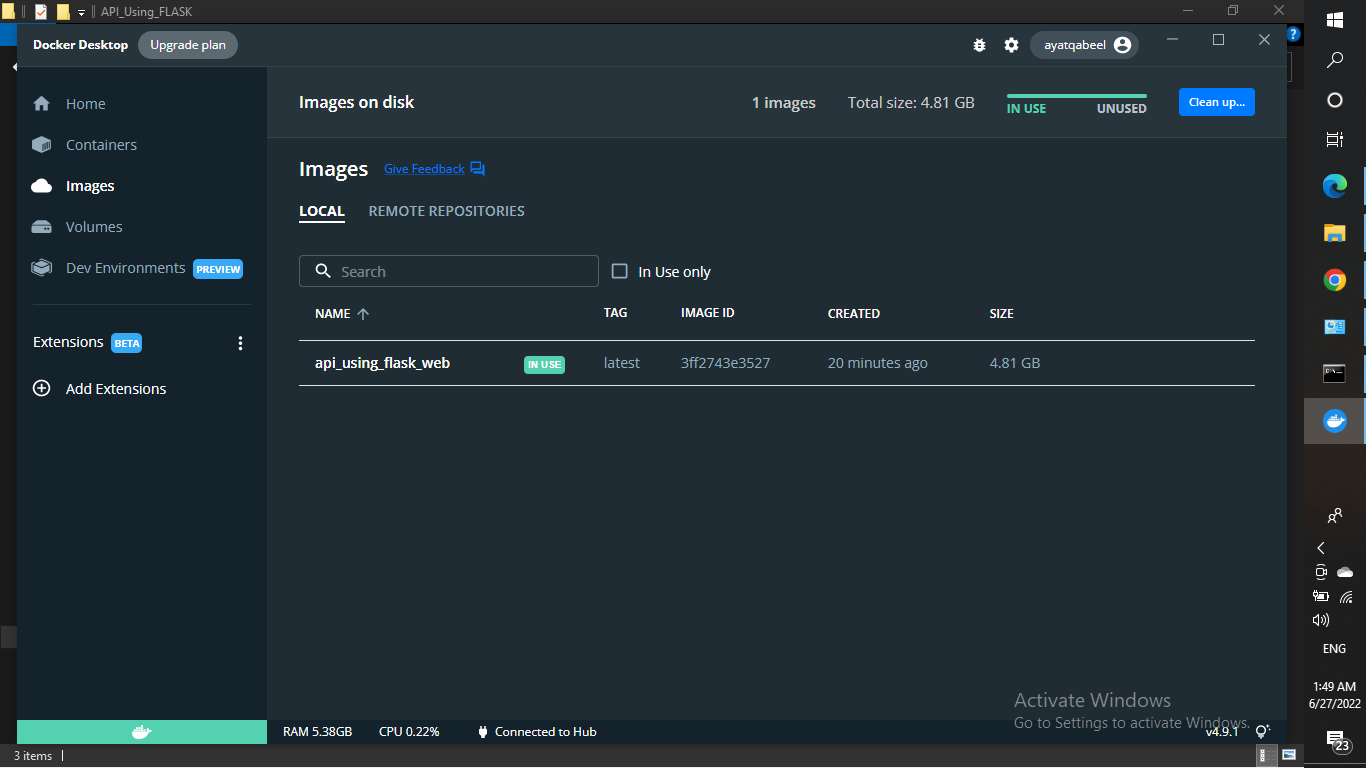 API_Using_FLASK
Docker Desktop Upgrade plan ayatqabeel
Home
Containers
Images
Volumes
Dev Environments PREVIEW
Extensions BETA
Add Extensions
Images on disk 1 images Total size: 4.81 GB IN USE UNUSED Clean up...
Images Give Feedback
LOCAL REMOTE REPOSITORIES
Search In Use only
NAME TAG IMAGE ID CREATED SIZE
api_using_flask_web IN USE latest 3ff2743e3527 20 minutes ago 4.81 GB
Activate Windows
Go to Settings to activate Windows.
RAM 5.38GB CPU 0.22% Connected to Hub v4.9.1
3 items
?
ENG
1:49 AM
6/27/2022
23